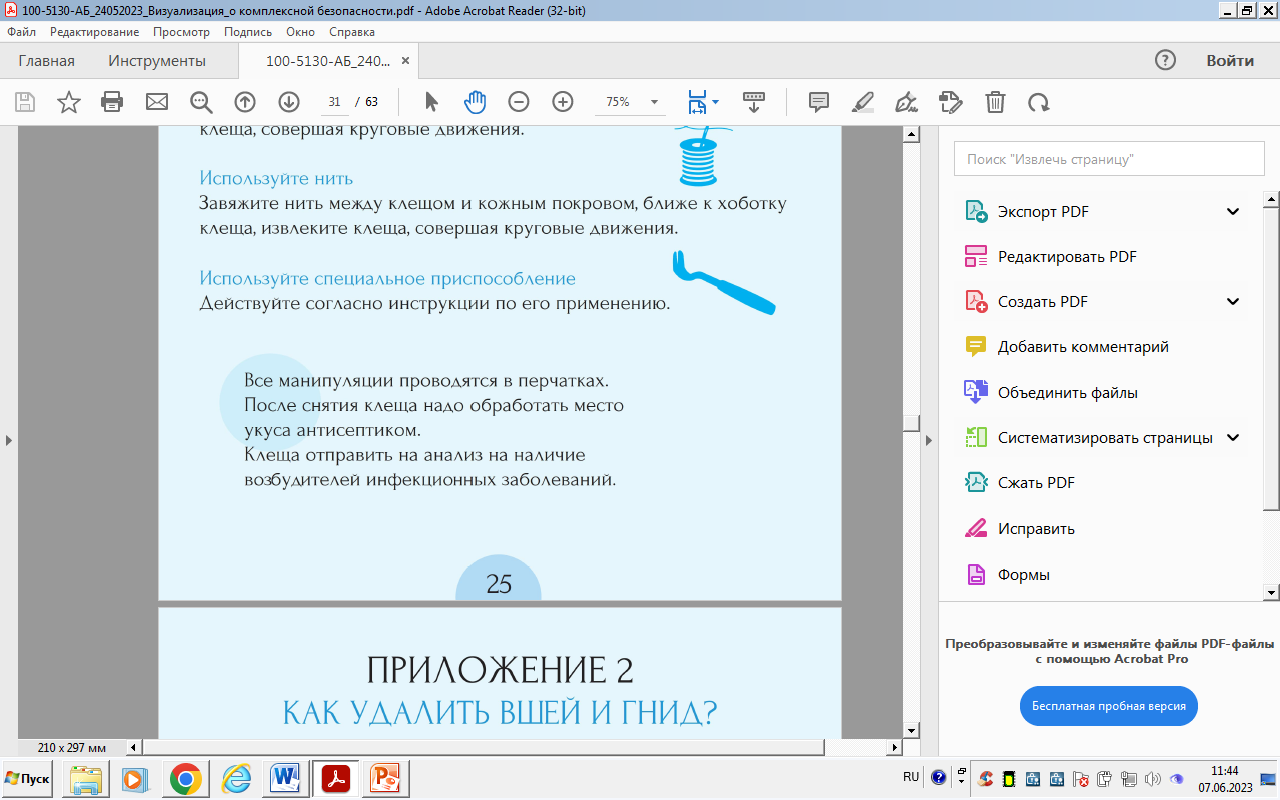 100-5130-АБ_24052023_Визуализация_о комплексной безопасности.pdf - Adobe Acrobat Reader (32-bit)
Файл Редактирование Просмотр Подпись Окно Справка
Главная Инструменты 100-5130-АБ_240... × ? Войти
31 / 63 75%
клеща, совершая круговые движения.
Используйте нить
Завяжите нить между клещом и кожным покровом, ближе к хоботку
клеща, извлеките клеща, совершая круговые движения.
Используйте специальное приспособление
Действуйте согласно инструкции по его применению.
Все манипуляции проводятся в перчатках.
После снятия клеща надо обработать место
укуса антисептиком.
Клеща отправить на анализ на наличие
возбудителей инфекционных заболеваний.
25
ПРИЛОЖЕНИЕ 2
КАК УДАЛИТЬ ВШЕЙ И ГНИД?
210 x 297 мм
Поиск "Извлечь страницу"
Экспорт PDF
Редактировать PDF
Создать PDF
Добавить комментарий
Объединить файлы
Систематизировать страницы
Сжать PDF
Исправить
Формы
Преобразовывайте и изменяйте файлы PDF-файлы
с помощью Acrobat Pro
Бесплатная пробная версия
Пуск
RU
11:44
07.06.2023